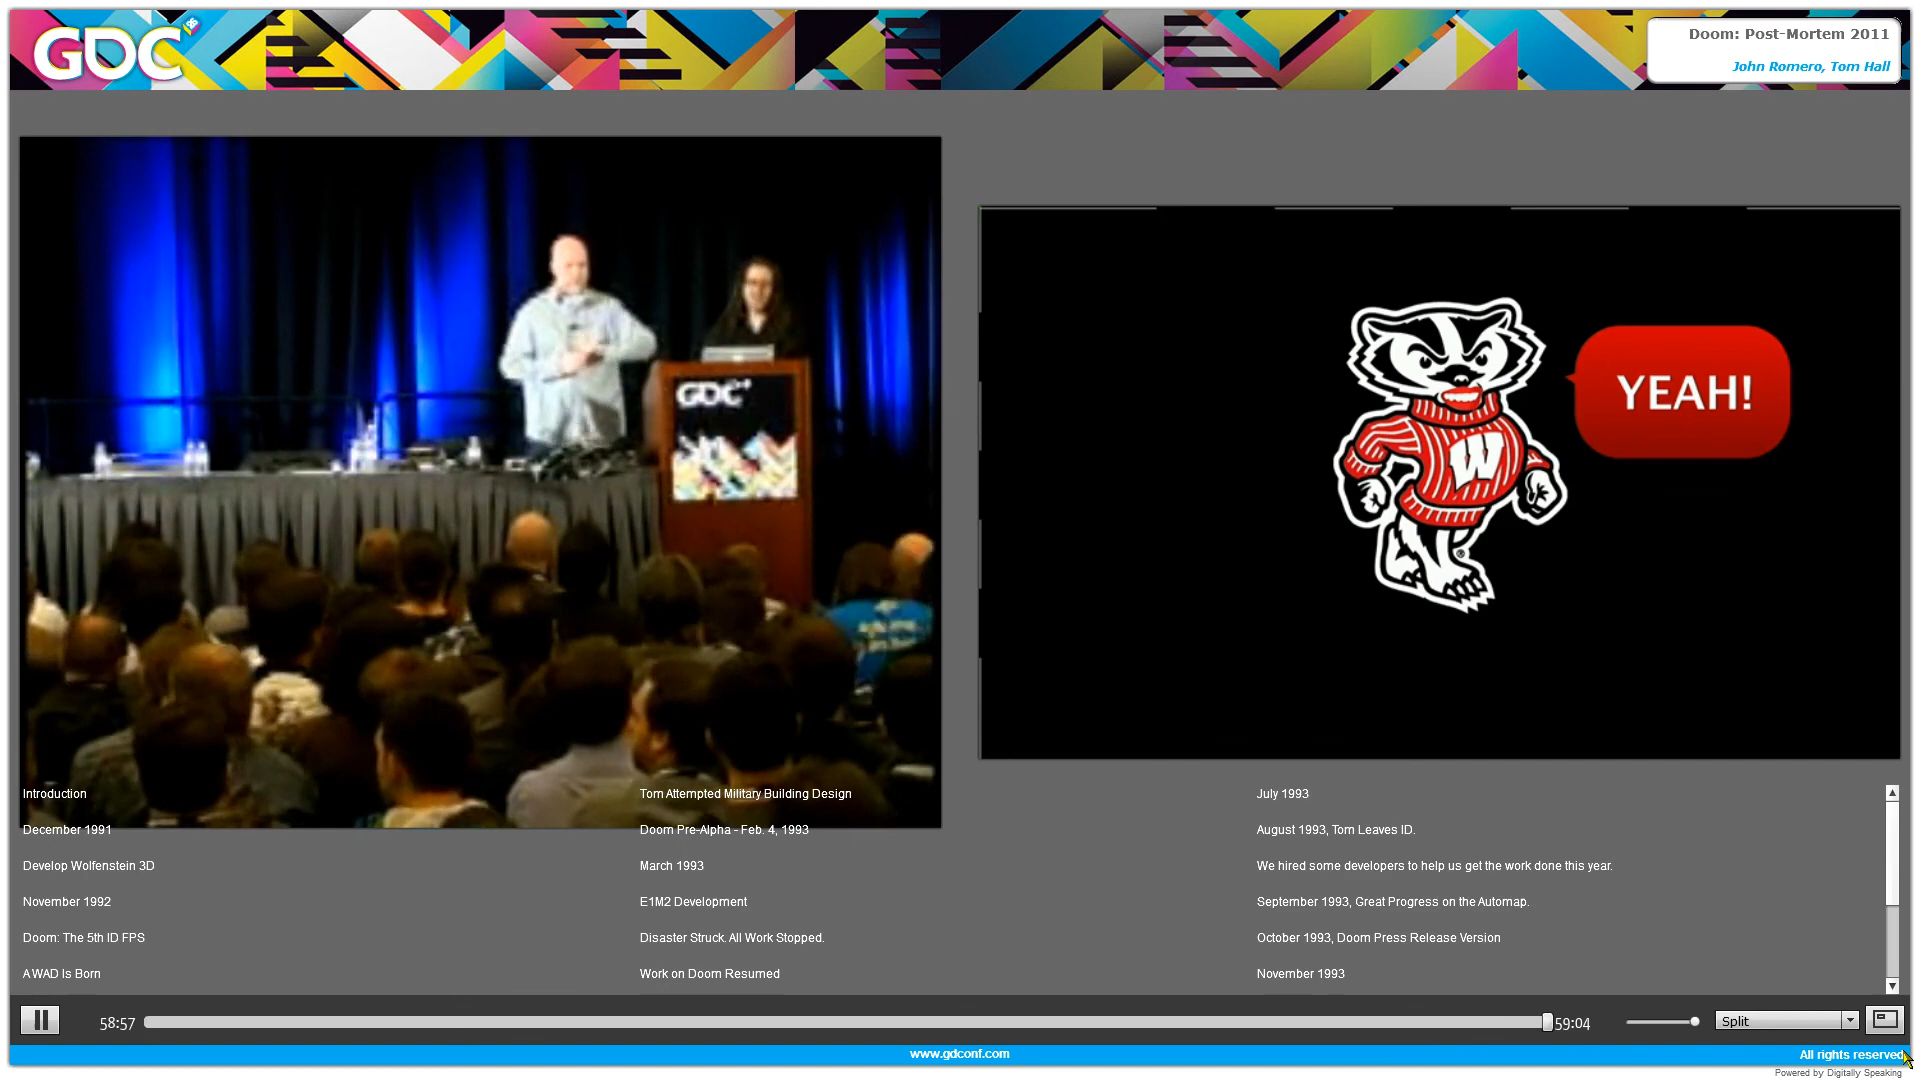 GDC 25
Doom: Post-Mortem 2011
John Romero, Tom Hall
GDC 25
YEAH!
W
®
Introduction
December 1991
Develop Wolfenstein 3D
November 1992
Doom: The 5th ID FPS
A WAD Is Born
Tom Attempted Military Building Design
Doom Pre-Alpha - Feb. 4, 1993
March 1993
E1M2 Development
Disaster Struck. All Work Stopped.
Work on Doom Resumed
July 1993
August 1993, Tom Leaves ID.
We hired some developers to help us get the work done this year.
September 1993, Great Progress on the Automap.
October 1993, Doom Press Release Version
November 1993
58:57
59:04
Split
www.gdconf.com
All rights reserved
Powered by Digitally Speaking